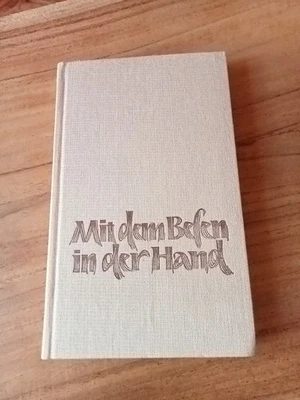 Mit dem Besen
in der Hand